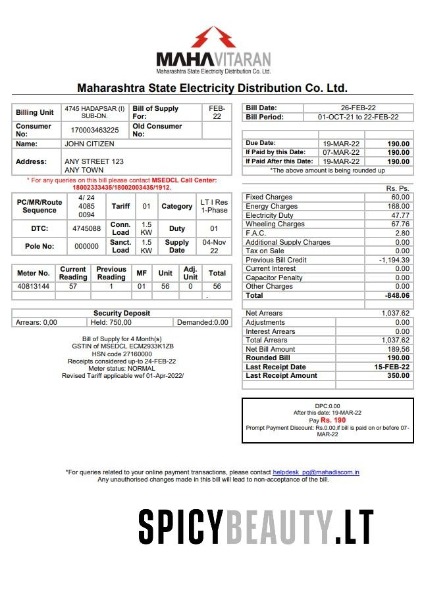 MAHAVITARAN
Maharashtra State Electricity Distribution Co. Ltd.
Maharashtra State Electricity Distribution Co. Ltd.
Billing Unit 4745 HADAPSAR (I) SUB-DN. Bill of Supply For: FEB-22
Consumer No: 170003463225 Old Consumer No:
Name: JOHN CITIZEN
Address: ANY STREET 123
ANY TOWN
* For any queries on this bill please contact MSEDCL Call Center:
18002333435/18002003435/1912.
PC/MR/Route Sequence 4/ 24 4085 0094 Tariff 01 Category LT I Res 1-Phase
DTC: 4745088 Conn. Load 1.5 KW Duty 01
Pole No: 000000 Sanct. Load 1.5 KW Supply Date 04-Nov 22
Meter No. Current Reading Previous Reading MF Unit Adj. Unit Total
40813144 57 1 01 56 0 56
.
Security Deposit
Arrears: 0,00 Held: 750,00 Demanded:0.00
Bill of Supply for 4 Month(s)
GSTIN of MSEDCL ECM2933K1ZB
HSN code 27160000
Receipts considered up-to 24-FEB-22
Meter status: NORMAL
Revised Tariff applicable wef 01-Apr-2022/
Bill Date: 26-FEB-22
Bill Period: 01-OCT-21 to 22-FEB-22
Due Date: 19-MAR-22 190.00
If Paid by this Date: 07-MAR-22 190.00
If Paid After this Date: 19-MAR-22 190.00
*The above amount is being rounded up
Rs. Ps.
Fixed Charges 60,00
Energy Charges 168.00
Electricity Duty 47.77
Wheeling Charges 67.76
F.A.C. 2.80
Additional Supply Charges 0.00
Tax on Sale 0.00
Previous Bill Credit -1,194.39
Current Interest 0.00
Capacitor Penalty 0.00
Other Charges 0.00
Total -848.06
Net Arrears 1,037.62
Adjustments 0.00
Interest Arrears 0.00
Total Arrears 1,037.62
Net Bill Amount 189,56
Rounded Bill 190.00
Last Receipt Date 15-FEB-22
Last Receipt Amount 350.00
DPC:0.00
After this date: 19-MAR-22
Pay Rs. 190
Prompt Payment Discount: Rs.0.00,if bill is paid on or before 07-
MAR-22
*For queries related to your online payment transactions, please contact helpdesk_pg@mahadiscom.in
Any unauthorised changes made in this bill will lead to non-acceptance of the bill.
SPICYBEAUTY.LT